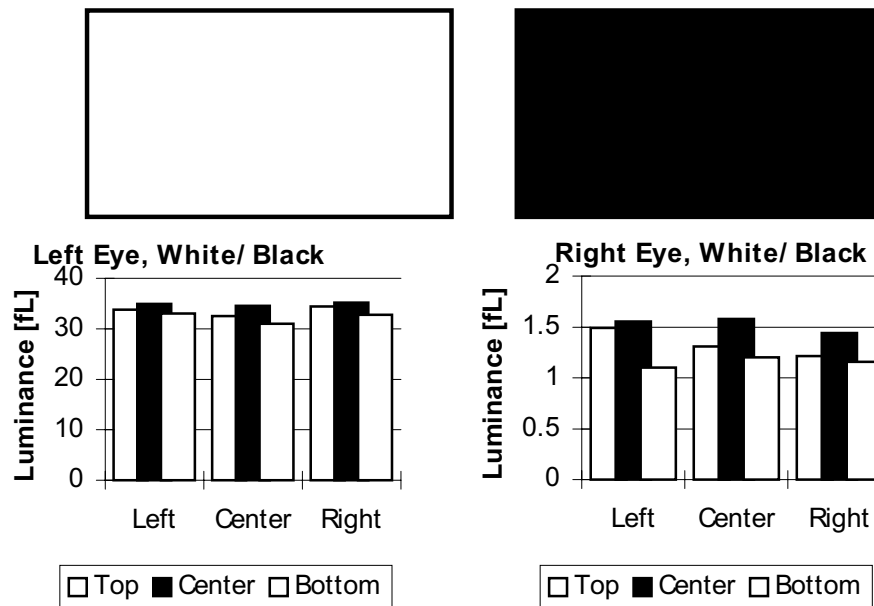 Left Eye, White/ Black
40
30
20
10
0
Luminance [fL]
Left Center Right
Top Center Bottom
Right Eye, White/ Black
2
1.5
1
0.5
0
Luminance [fL]
Left Center Right
Top Center Bottom